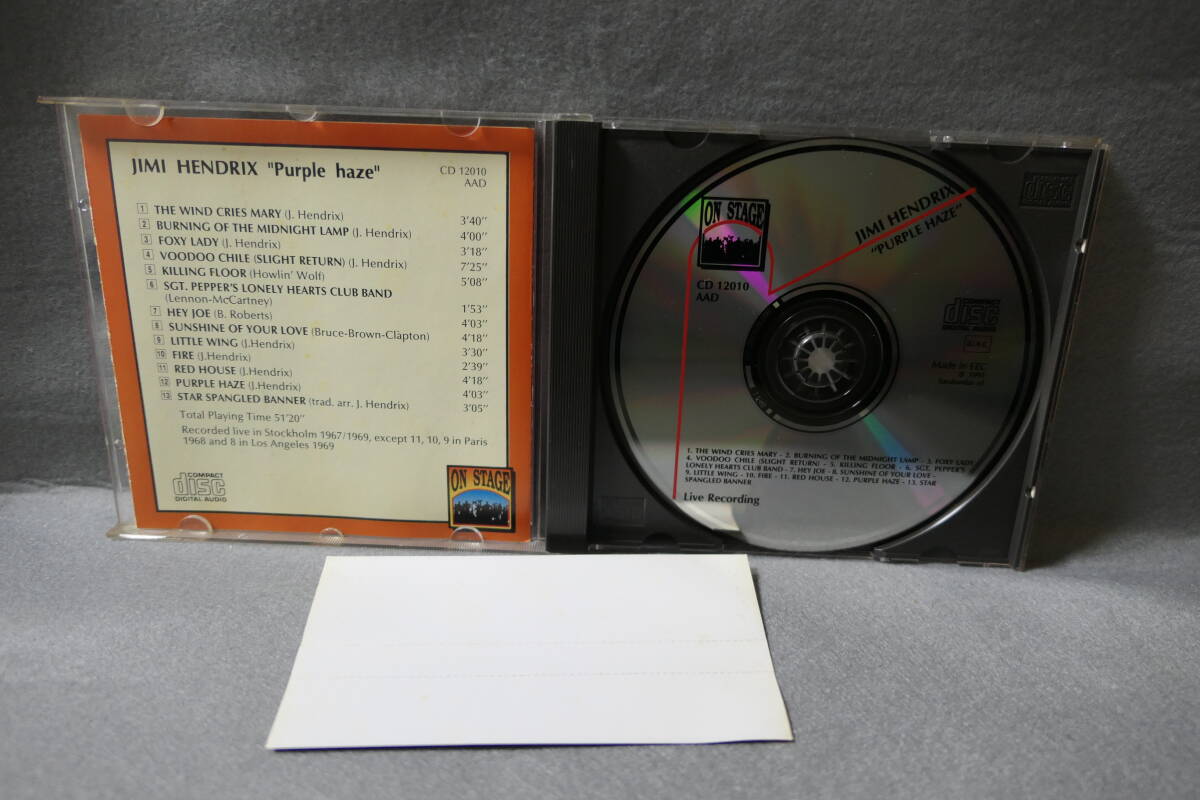 JIMI HENDRIX "Purple haze"
CD 12010
AAD
1 THE WIND CRIES MARY (J. Hendrix) 3'40''
2 BURNING OF THE MIDNIGHT LAMP (J. Hendrix) 4'00''
3 FOXY LADY (J. Hendrix) 3'18''
4 VOODOO CHILE (SLIGHT RETURN) (J. Hendrix) 7'25''
5 KILLING FLOOR (Howlin' Wolf) 5'08''
6 SGT. PEPPER'S LONELY HEARTS CLUB BAND
(Lennon-McCartney) 1'53''
7 HEY JOE (B. Roberts) 4'03''
8 SUNSHINE OF YOUR LOVE (Bruce-Brown-Clapton) 4'18''
9 LITTLE WING (J.Hendrix) 3'30''
10 FIRE (J.Hendrix) 2'39''
11 RED HOUSE (J.Hendrix) 4'18''
12 PURPLE HAZE (J.Hendrix) 4'03''
13 STAR SPANGLED BANNER (trad. arr. J. Hendrix) 3'05''
Total Playing Time 51'20''
Recorded live in Stockholm 1967/1969, except 11, 10, 9 in Paris
1968 and 8 in Los Angeles 1969
COMPACT
disc
DIGITAL AUDIO
ON STAGE
ON STAGE
JIMI HENDRIX
"PURPLE HAZE"
CD 12010
AAD
COMPACT
disc
DIGITAL AUDIO
Made in EEC
1. THE WIND CRIES MARY - 2. BURNING OF THE MIDNIGHT LAMP - 3. FOXY LADY
4. VOODOO CHILE (SLIGHT RETURN) - 5. KILLING FLOOR - 6. SGT. PEPPER'S
LONELY HEARTS CLUB BAND - 7. HEY JOE - 8. SUNSHINE OF YOUR LOVE -
9. LITTLE WING - 10. FIRE - 11. RED HOUSE - 12. PURPLE HAZE - 13. STAR
SPANGLED BANNER
Live Recording
disc